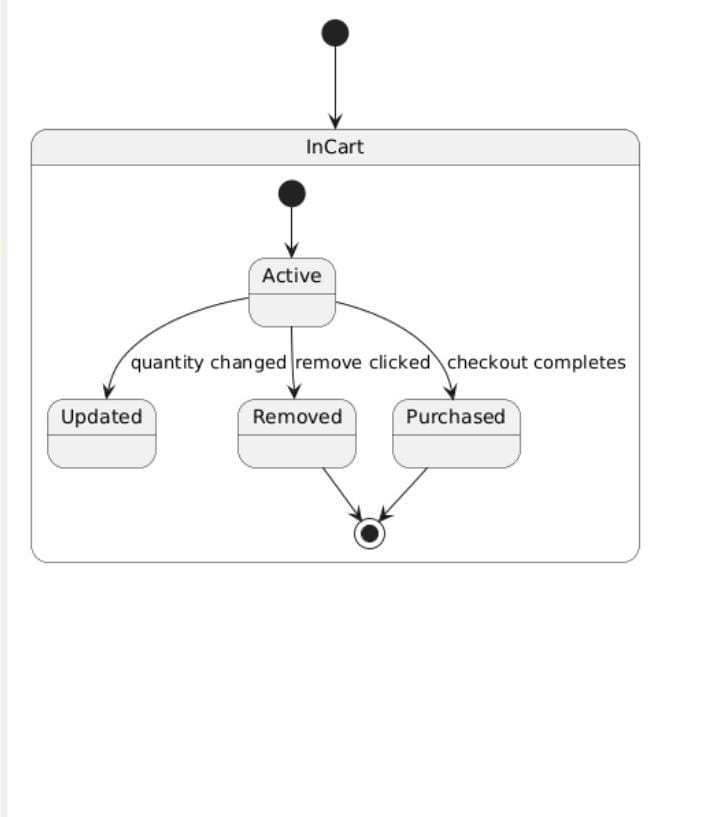 InCart
Active
quantity changed
remove clicked
checkout completes
Updated
Removed
Purchased